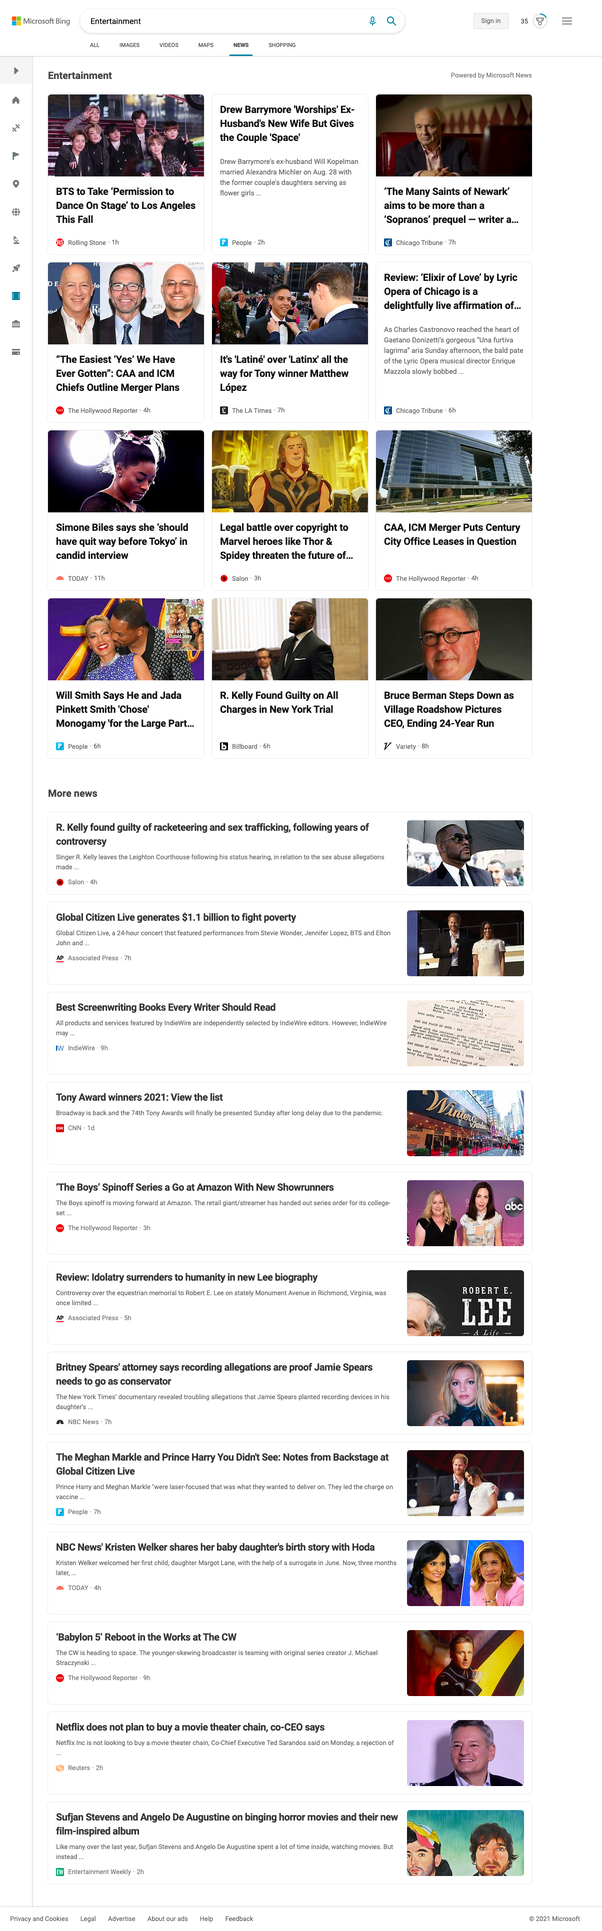 Microsoft Bing
Entertainment
Sign in
35
ALL
IMAGES
VIDEOS
MAPS
NEWS
SHOPPING
Entertainment
Powered by Microsoft News
BTS to Take ‘Permission to
Dance On Stage’ to Los Angeles
This Fall
Rolling Stone · 1h
Drew Barrymore 'Worships' Ex-
Husband's New Wife But Gives
the Couple 'Space'
Drew Barrymore's ex-husband Will Kopelman
married Alexandra Michler on Aug. 28 with
the former couple's daughters serving as
flower girls ...
People · 2h
‘The Many Saints of Newark’
aims to be more than a
‘Sopranos’ prequel — writer a...
Chicago Tribune · 7h
“The Easiest ‘Yes’ We Have
Ever Gotten”: CAA and ICM
Chiefs Outline Merger Plans
The Hollywood Reporter · 4h
It's 'Latiné' over 'Latinx' all the
way for Tony winner Matthew
López
The LA Times · 7h
Review: ‘Elixir of Love’ by Lyric
Opera of Chicago is a
delightfully live affirmation of...
As Charles Castronovo reached the heart of
Gaetano Donizetti's gorgeous “Una furtiva
lagrima” aria Sunday afternoon, the bald pate
of the Lyric Opera musical director Enrique
Mazzola slowly bobbed ...
Chicago Tribune · 6h
Simone Biles says she ‘should
have quit way before Tokyo’ in
candid interview
TODAY · 11h
Legal battle over copyright to
Marvel heroes like Thor &
Spidey threaten the future of...
Salon · 3h
CAA, ICM Merger Puts Century
City Office Leases in Question
The Hollywood Reporter · 4h
Will Smith Says He and Jada
Pinkett Smith 'Chose'
Monogamy 'for the Large Part...
People · 6h
R. Kelly Found Guilty on All
Charges in New York Trial
Billboard · 6h
Bruce Berman Steps Down as
Village Roadshow Pictures
CEO, Ending 24-Year Run
Variety · 8h
More news
R. Kelly found guilty of racketeering and sex trafficking, following years of
controversy
Singer R. Kelly leaves the Leighton Courthouse following his status hearing, in relation to the sex abuse allegations
made ...
Salon · 4h
Global Citizen Live generates $1.1 billion to fight poverty
Global Citizen Live, a 24-hour concert that featured performances from Stevie Wonder, Jennifer Lopez, BTS and Elton
John and ...
AP Associated Press · 7h
Best Screenwriting Books Every Writer Should Read
All products and services featured by IndieWire are independently selected by IndieWire editors. However, IndieWire
may ...
IW IndieWire · 9h
Tony Award winners 2021: View the list
Broadway is back and the 74th Tony Awards will finally be presented Sunday after long delay due to the pandemic.
CNN · 1d
Winter
‘The Boys’ Spinoff Series a Go at Amazon With New Showrunners
The Boys spinoff is moving forward at Amazon. The retail giant/streamer has handed out series order for its college-
set ...
The Hollywood Reporter · 3h
abc
Review: Idolatry surrenders to humanity in new Lee biography
Controversy over the equestrian memorial to Robert E. Lee on stately Monument Avenue in Richmond, Virginia, was
once limited ...
AP Associated Press · 5h
ROBERT E.
LEE
A Life
Britney Spears' attorney says recording allegations are proof Jamie Spears
needs to go as conservator
The New York Times' documentary revealed troubling allegations that Jamie Spears planted recording devices in his
daughter's ...
NBC News · 7h
The Meghan Markle and Prince Harry You Didn't See: Notes from Backstage at
Global Citizen Live
Prince Harry and Meghan Markle "were laser-focused that was what they wanted to deliver on. They led the charge on
vaccine ...
People · 7h
NBC News' Kristen Welker shares her baby daughter's birth story with Hoda
Kristen Welker welcomed her first child, daughter Margot Lane, with the help of a surrogate in June. Now, three months
later, ...
TODAY · 4h
‘Babylon 5’ Reboot in the Works at The CW
The CW is heading to space. The younger-skewing broadcaster is teaming with original series creator J. Michael
Straczynski ...
The Hollywood Reporter · 9h
Netflix does not plan to buy a movie theater chain, co-CEO says
Netflix Inc is not looking to buy a movie theater chain, Co-Chief Executive Ted Sarandos said on Monday, a rejection of
...
Reuters · 2h
Sufjan Stevens and Angelo De Augustine on binging horror movies and their new
film-inspired album
Like many over the last year, Sufjan Stevens and Angelo De Augustine spent a lot of time inside, watching movies. But
instead ...
Entertainment Weekly · 2h
Privacy and Cookies
Legal
Advertise
About our ads
Help
Feedback
© 2021 Microsoft